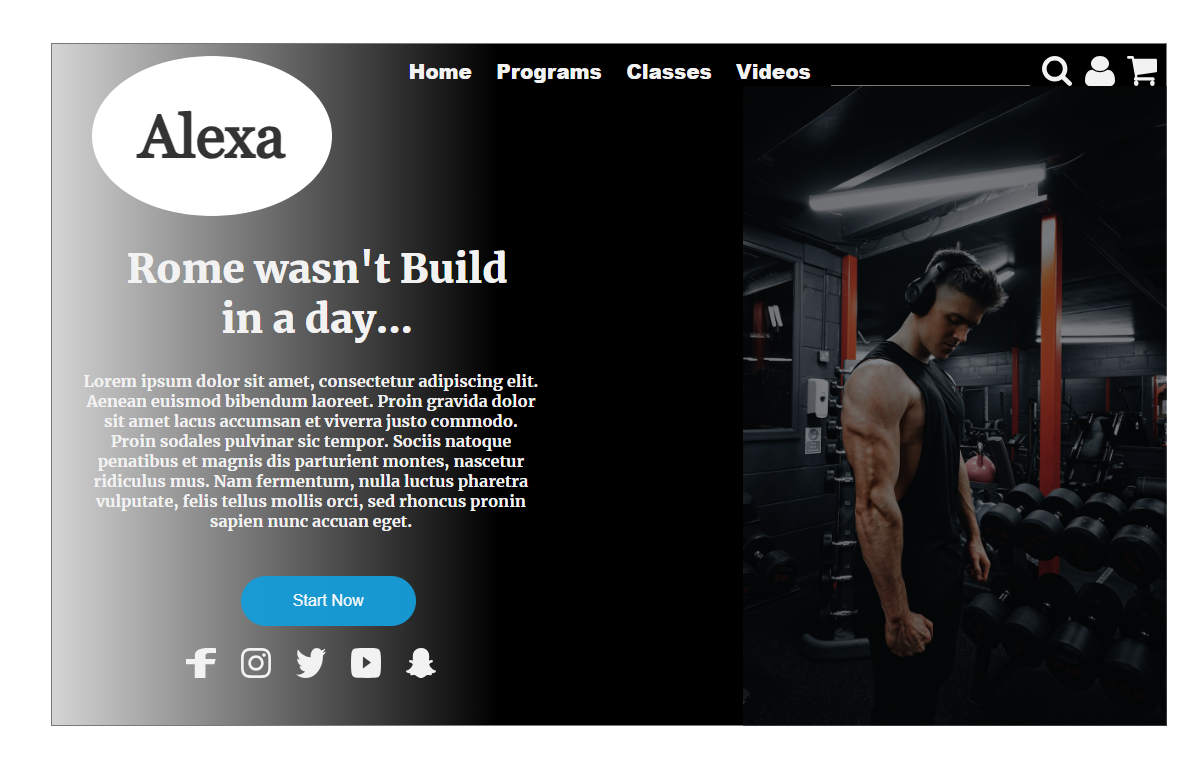 Home Programs Classes Videos
Alexa
Rome wasn't Build
in a day...
Lorem ipsum dolor sit amet, consectetur adipiscing elit.
Aenean euismod bibendum laoreet. Proin gravida dolor
sit amet lacus accumsan et viverra justo commodo.
Proin sodales pulvinar sic tempor. Sociis natoque
penatibus et magnis dis parturient montes, nascetur
ridiculus mus. Nam fermentum, nulla luctus pharetra
vulputate, felis tellus mollis orci, sed rhoncus pronin
sapien nunc accuan eget.
Start Now